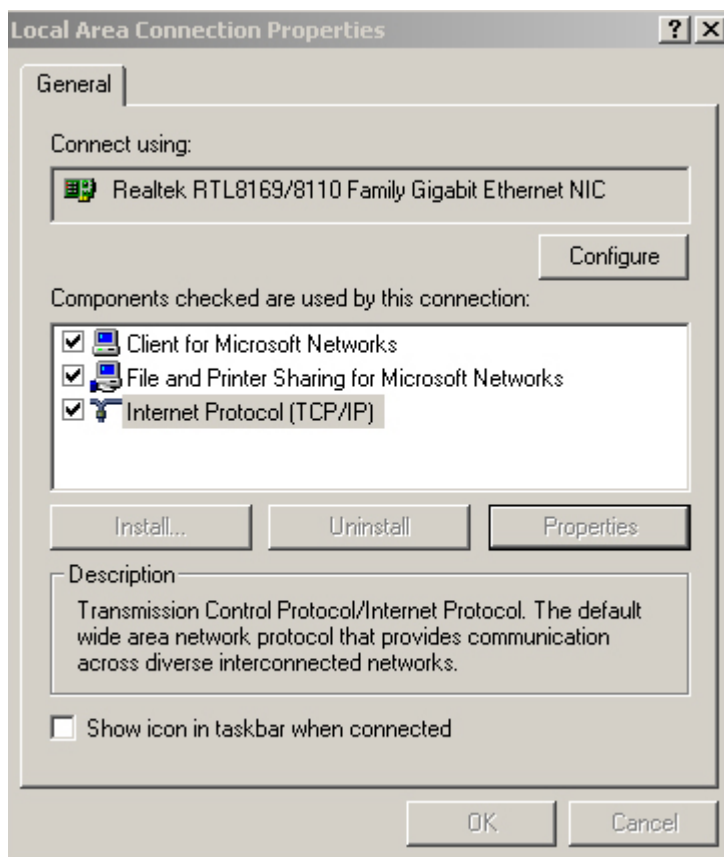 Local Area Connection Properties
General
Connect using:
Realtek RTL8169/8110 Family Gigabit Ethernet NIC
Configure
Components checked are used by this connection:
Client for Microsoft Networks
File and Printer Sharing for Microsoft Networks
Internet Protocol (TCP/IP)
Install... Uninstall Properties
Description
Transmission Control Protocol/Internet Protocol. The default
wide area network protocol that provides communication
across diverse interconnected networks.
Show icon in taskbar when connected
OK Cancel